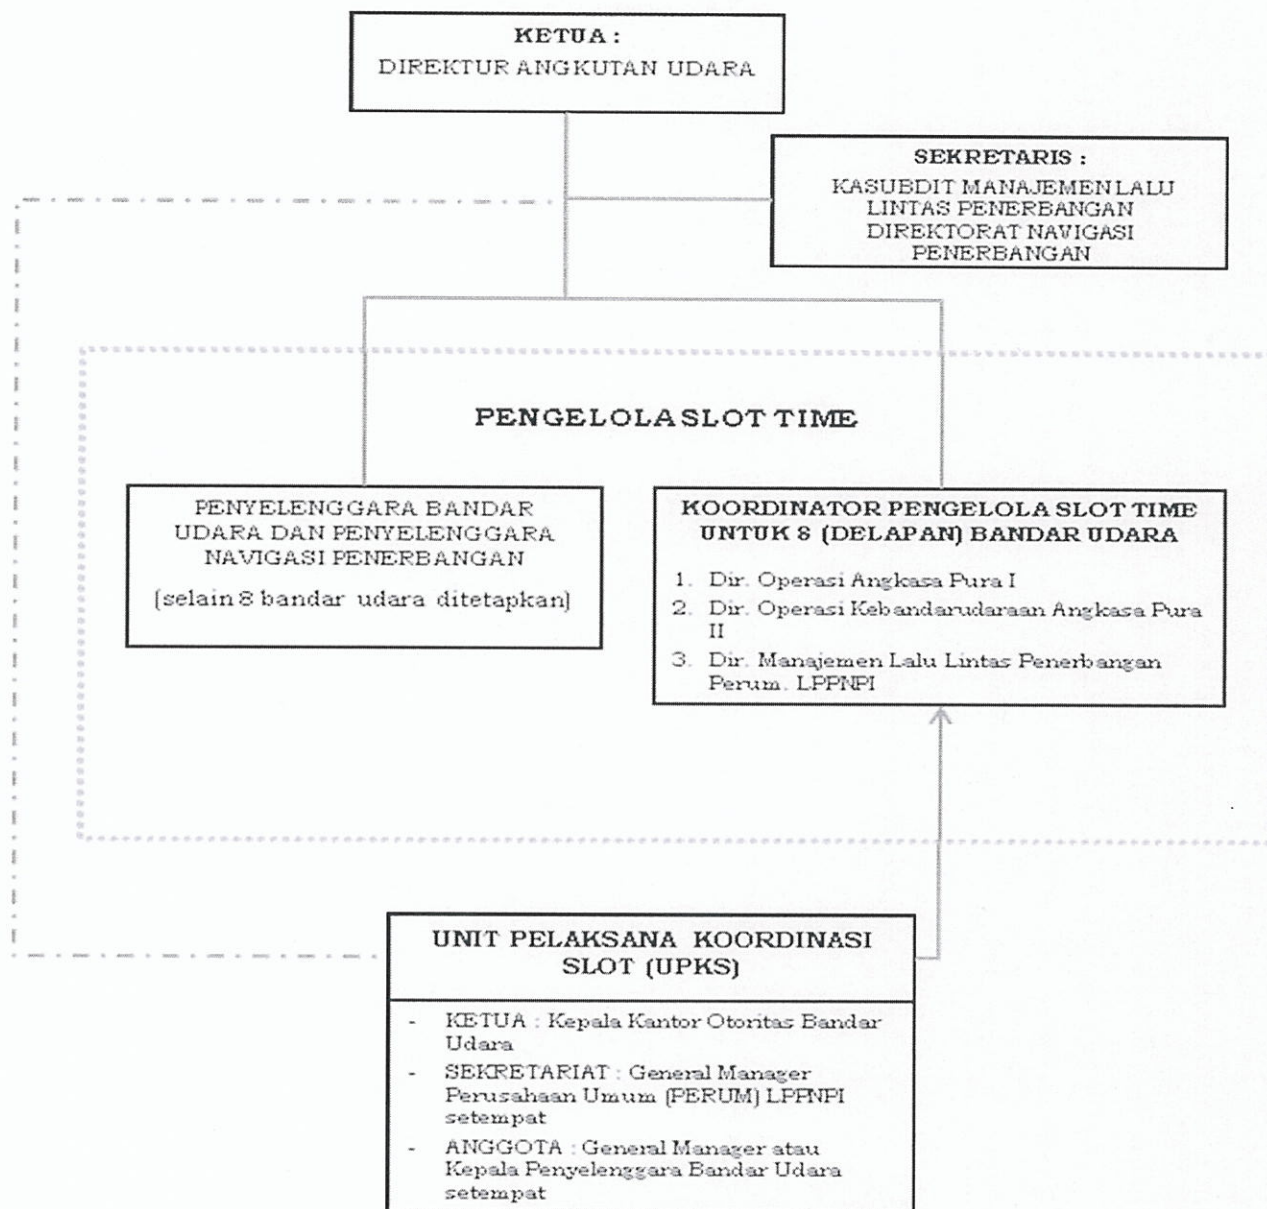 KETUA :
DIREKTUR ANGKUTAN UDARA
SEKRETARIS :
KASUBDIT MANAJEMEN LALU
LINTAS PENERBANGAN
DIREKTORAT NAVIGASI
PENERBANGAN
PENGELOLA SLOT TIME
PENYELENGGARA BANDAR
UDARA DAN PENYELENGGARA
NAVIGASI PENERBANGAN
(selain 8 bandar udara ditetapkan)
KOORDINATOR PENGELOLA SLOT TIME
UNTUK 8 (DELAPAN) BANDAR UDARA
1. Dir. Operasi Angkasa Pura I
2. Dir. Operasi Kebandarudaraan Angkasa Pura
II
3. Dir. Manajemen Lalu Lintas Penerbangan
Perum. LPPNPI
UNIT PELAKSANA KOORDINASI
SLOT (UPKS)
- KETUA : Kepala Kantor Otoritas Bandar
Udara
- SEKRETARIAT : General Manager
Perusahaan Umum (PERUM) LPPNPI
setempat
- ANGGOTA : General Manager atau
Kepala Penyelenggara Bandar Udara
setempat